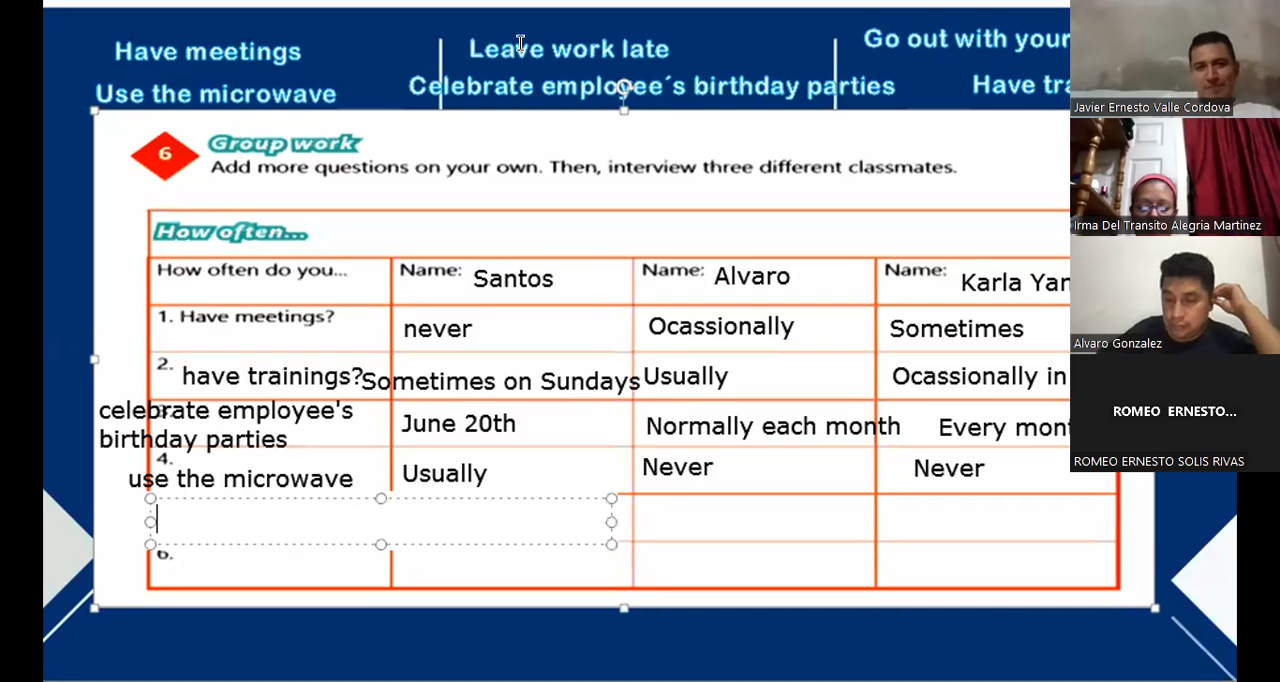 Have meetings
Leave work late
Go out with your
Use the microwave
Celebrate employee´s birthday parties
Have tra
6
Group work
Add more questions on your own. Then, interview three different classmates.
How often...
How often do you...
Name: Santos
Name: Alvaro
Name: Karla Yan
1. Have meetings?
never
Ocassionally
Sometimes
2. have trainings?
Sometimes on Sundays
Usually
Ocassionally in
3. celebrate employee's
birthday parties
June 20th
Normally each month
Every mont
4.
use the microwave
Usually
Never
Never
6.
Javier Ernesto Valle Cordova
Irma Del Transito Alegria Martinez
Alvaro Gonzalez
ROMEO ERNESTO...
ROMEO ERNESTO SOLIS RIVAS